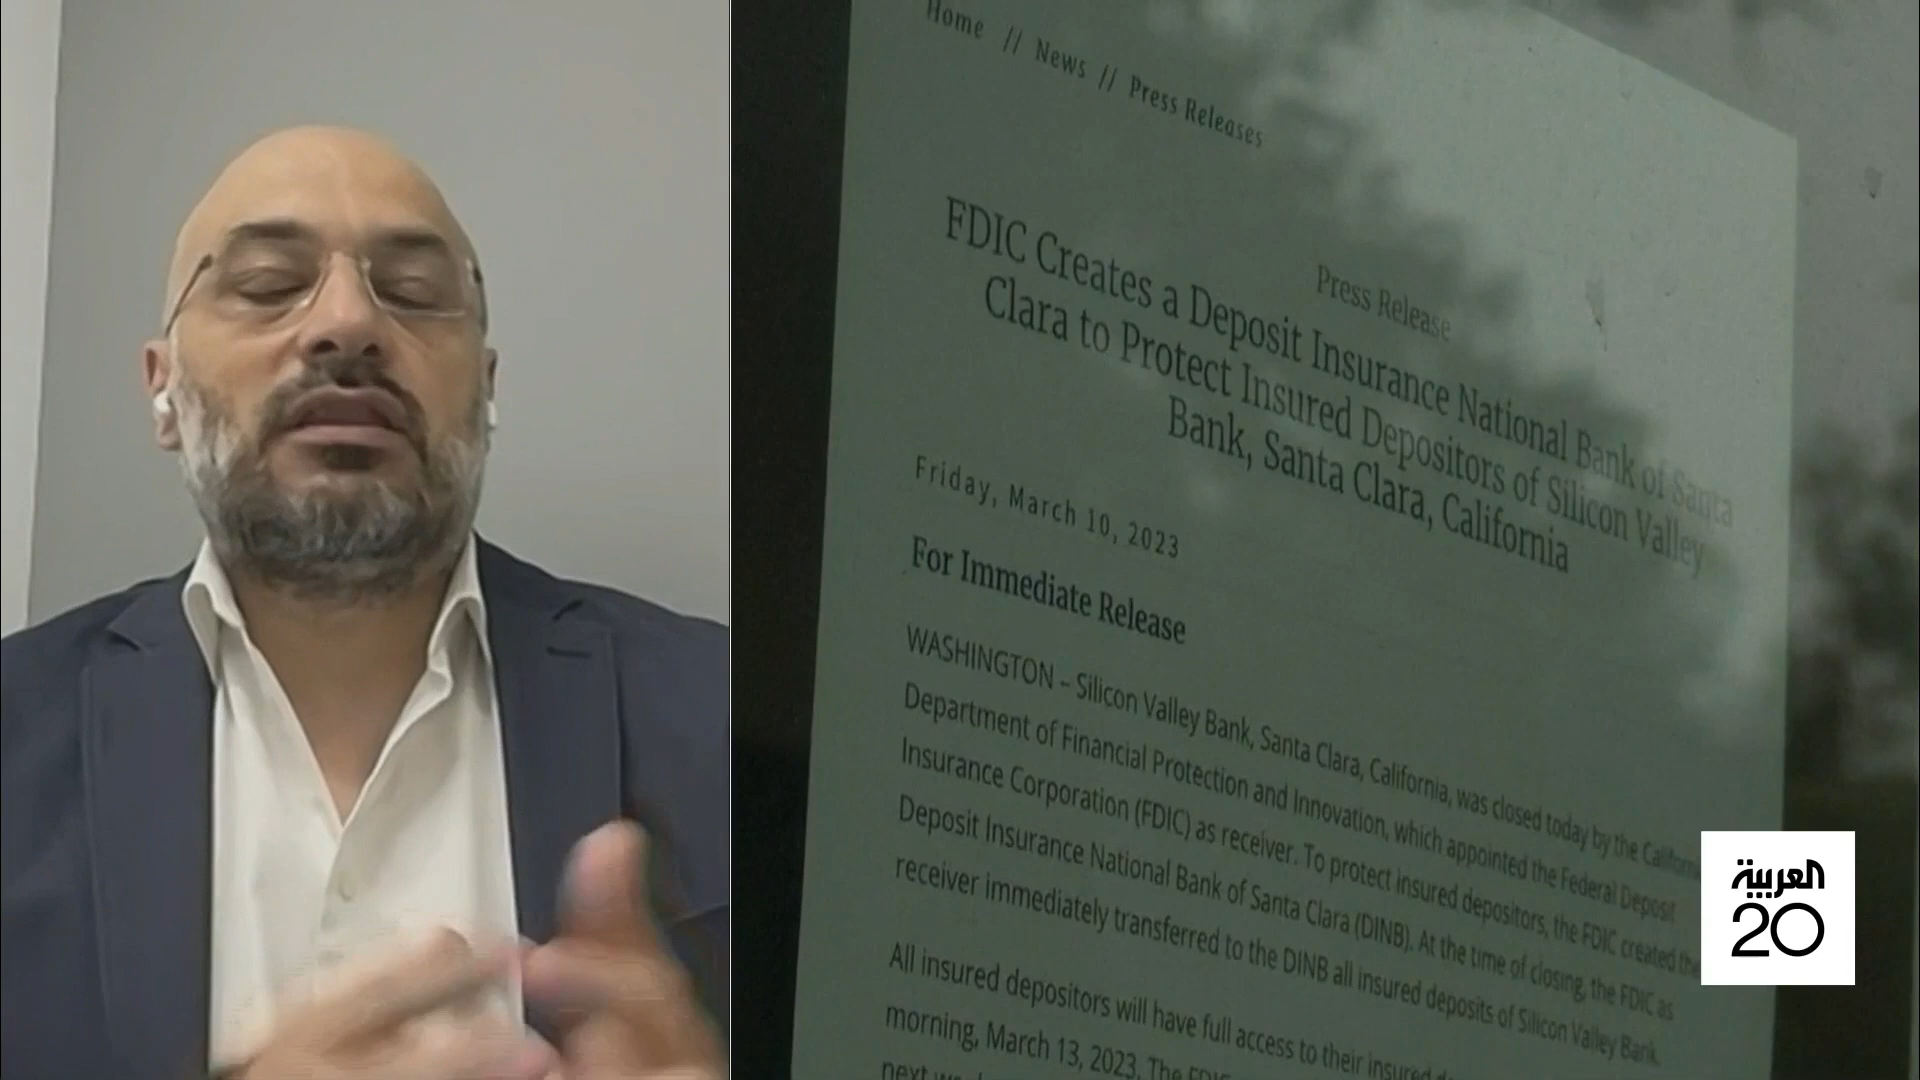 Home // News // Press Releases
Press Release
FDIC Creates a Deposit Insurance National Bank of Santa
Clara to Protect Insured Depositors of Silicon Valley
Bank, Santa Clara, California
Friday, March 10, 2023
For Immediate Release
WASHINGTON – Silicon Valley Bank, Santa Clara, California, was closed today by the
Department of Financial Protection and Innovation, which appointed the Federal Deposit
Insurance Corporation (FDIC) as receiver. To protect insured depositors, the FDIC created the
Deposit Insurance National Bank of Santa Clara (DINB). At the time of closing, the FDIC as
receiver immediately transferred to the DINB all insured deposits of Silicon Valley Bank.
All insured depositors will have full access to their insured
morning, March 13, 2023. The FDIC
next
العربية
20